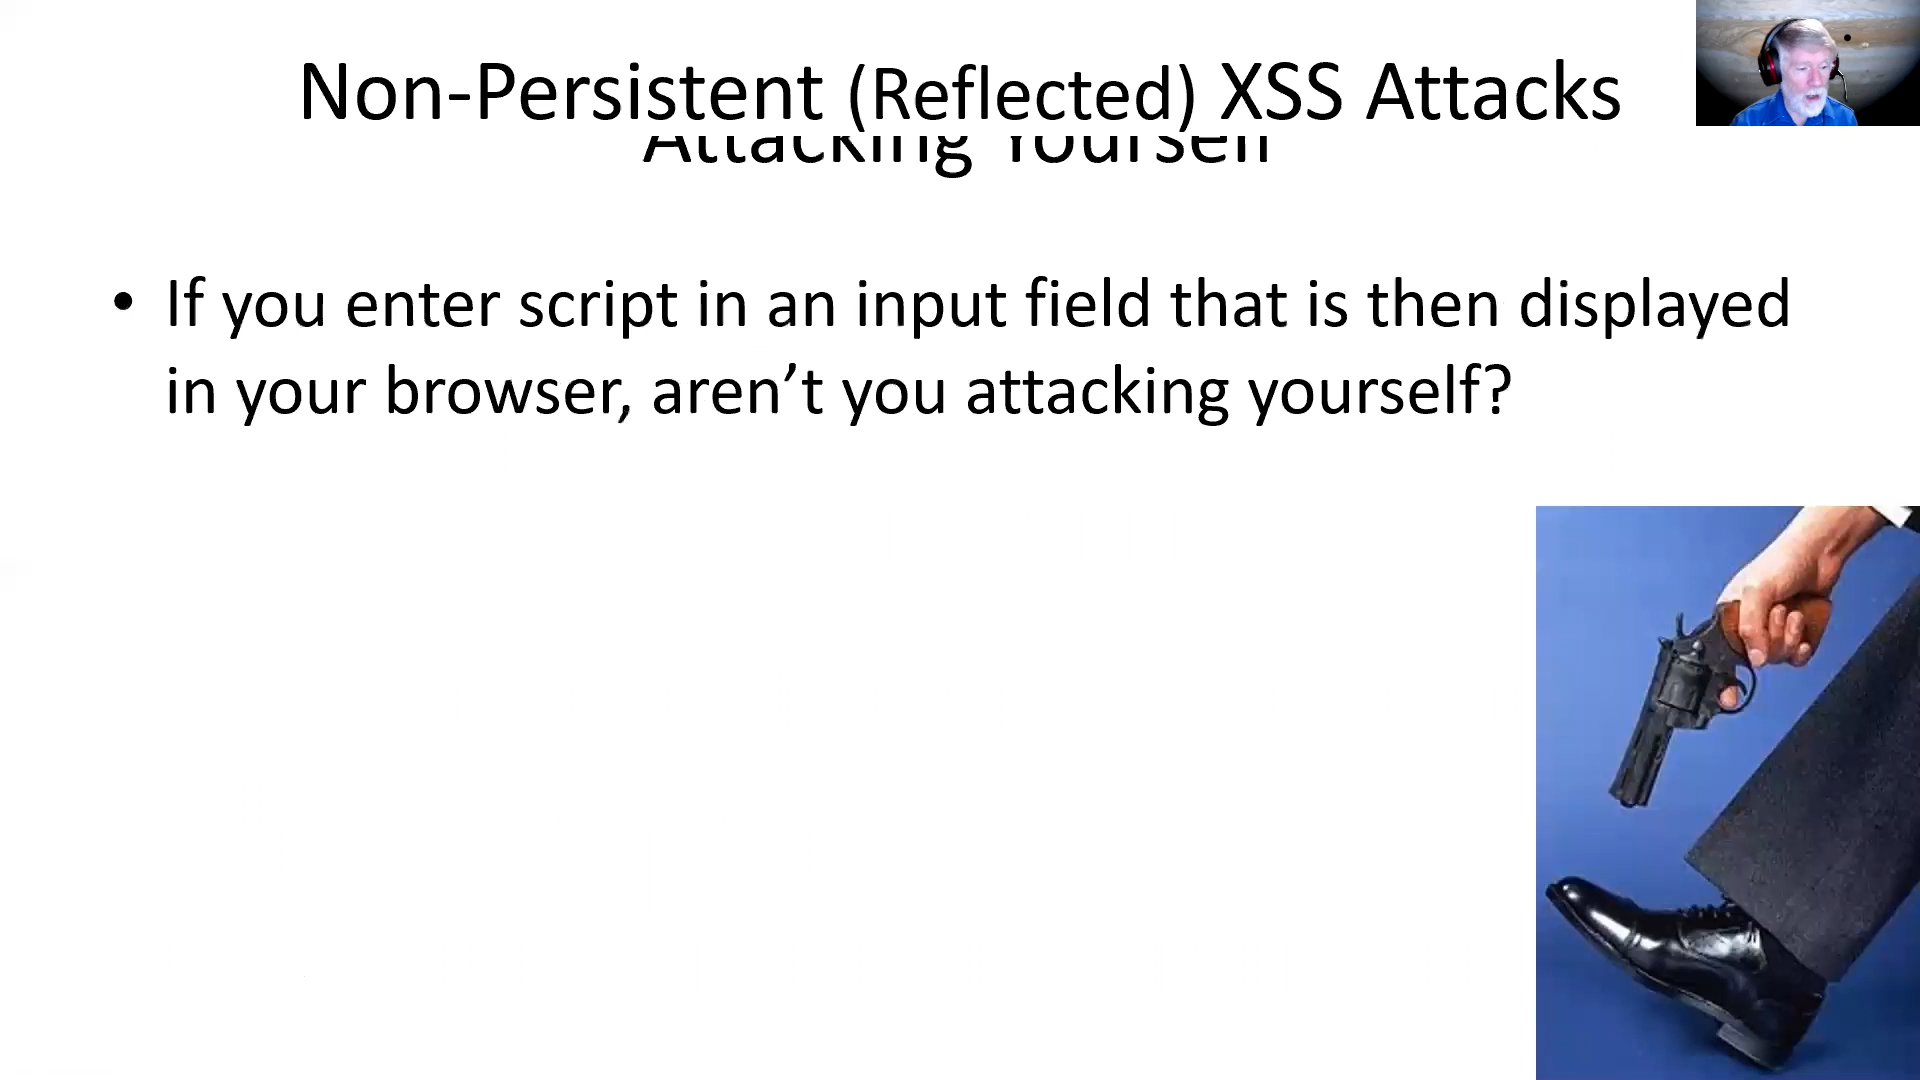 Non-Persistent (Reflected) XSS Attacks
Attacking Yourself
• If you enter script in an input field that is then displayed
in your browser, aren’t you attacking yourself?